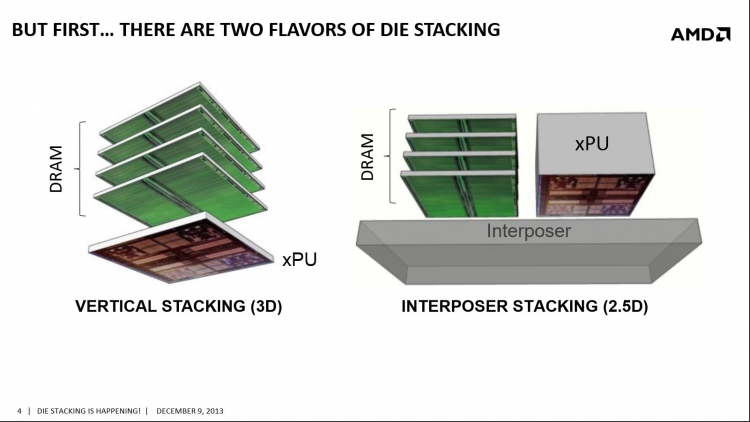 BUT FIRST... THERE ARE TWO FLAVORS OF DIE STACKING
AMD
DRAM
xPU
VERTICAL STACKING (3D)
DRAM
xPU
Interposer
INTERPOSER STACKING (2.5D)
4 | DIE STACKING IS HAPPENING! | DECEMBER 9, 2013